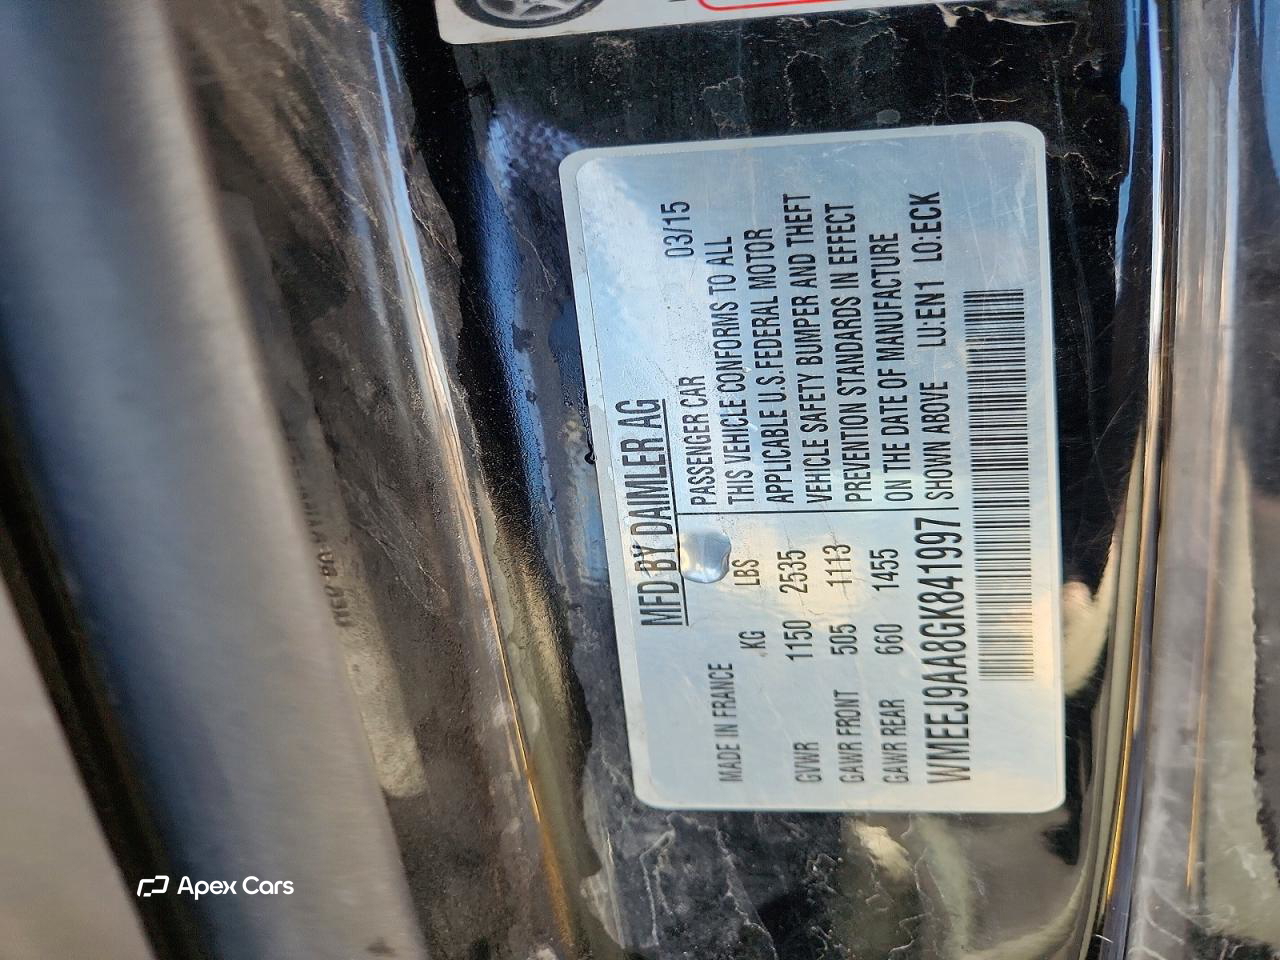 MFD BY DAIMLER AG
MADE IN FRANCE
KG LBS
GVWR 1150 2535
GAWR FRONT 505 1113
GAWR REAR 660 1455
PASSENGER CAR 03/15
THIS VEHICLE CONFORMS TO ALL
APPLICABLE U.S.FEDERAL MOTOR
VEHICLE SAFETY BUMPER AND THEFT
PREVENTION STANDARDS IN EFFECT
ON THE DATE OF MANUFACTURE
SHOWN ABOVE LU:EN1 LO:ECK
WMEEJ9AA8GK841997
Apex Cars